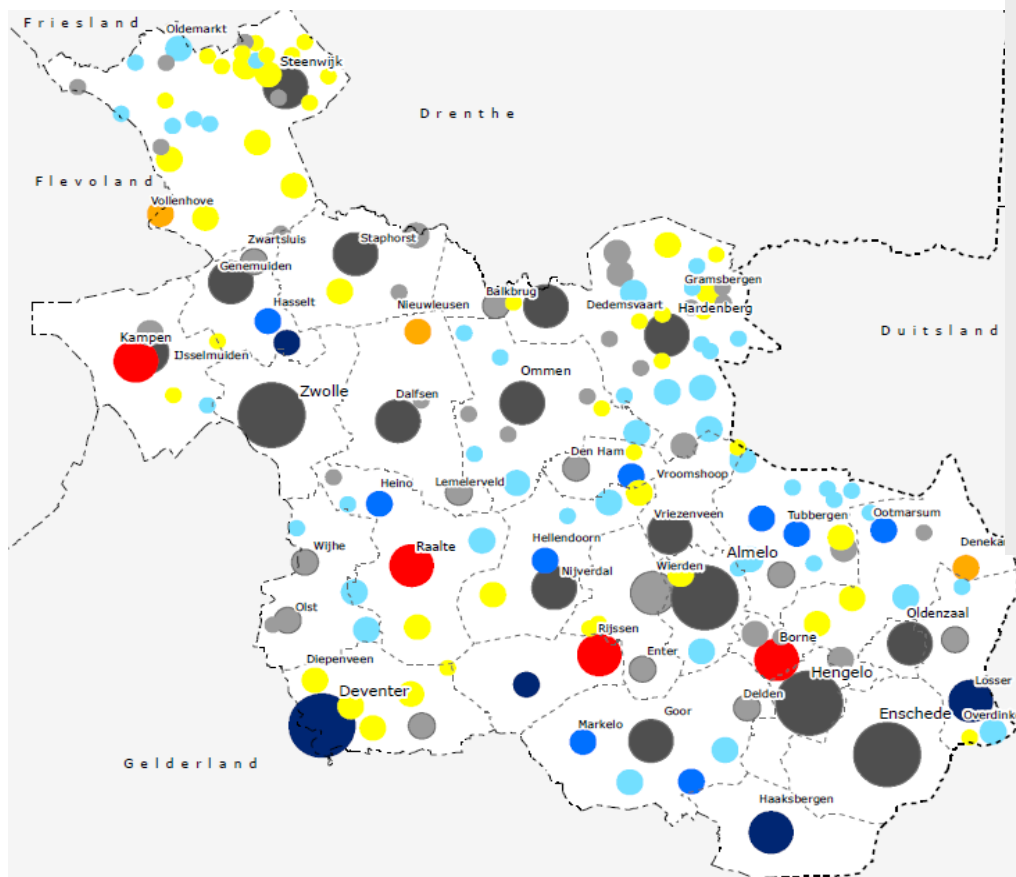 Friesland
Oldemarkt
Steenwijk
Drenthe
Flevoland
Vollenhove
Zwartsluis
Staphorst
Genemuiden
Gramsbergen
Balkbrug
Dedemsvaart
Hasselt
Nieuwleusen
Hardenberg
Duitsland
Kampen
IJsselmuiden
Ommen
Zwolle
Dalfsen
Den Ham
Vroomshoop
Heino
Lemelerveld
Vriezenveen
Tubbergen
Ootmarsum
Hellendoorn
Denekam
Wijhe
Raalte
Almelo
Nijverdal
Wierden
Olst
Oldenzaal
Rijssen
Borne
Enter
Diepenveen
Hengelo
Losser
Deventer
Delden
Goor
Enschede
Overdinke
Markelo
Gelderland
Haaksbergen